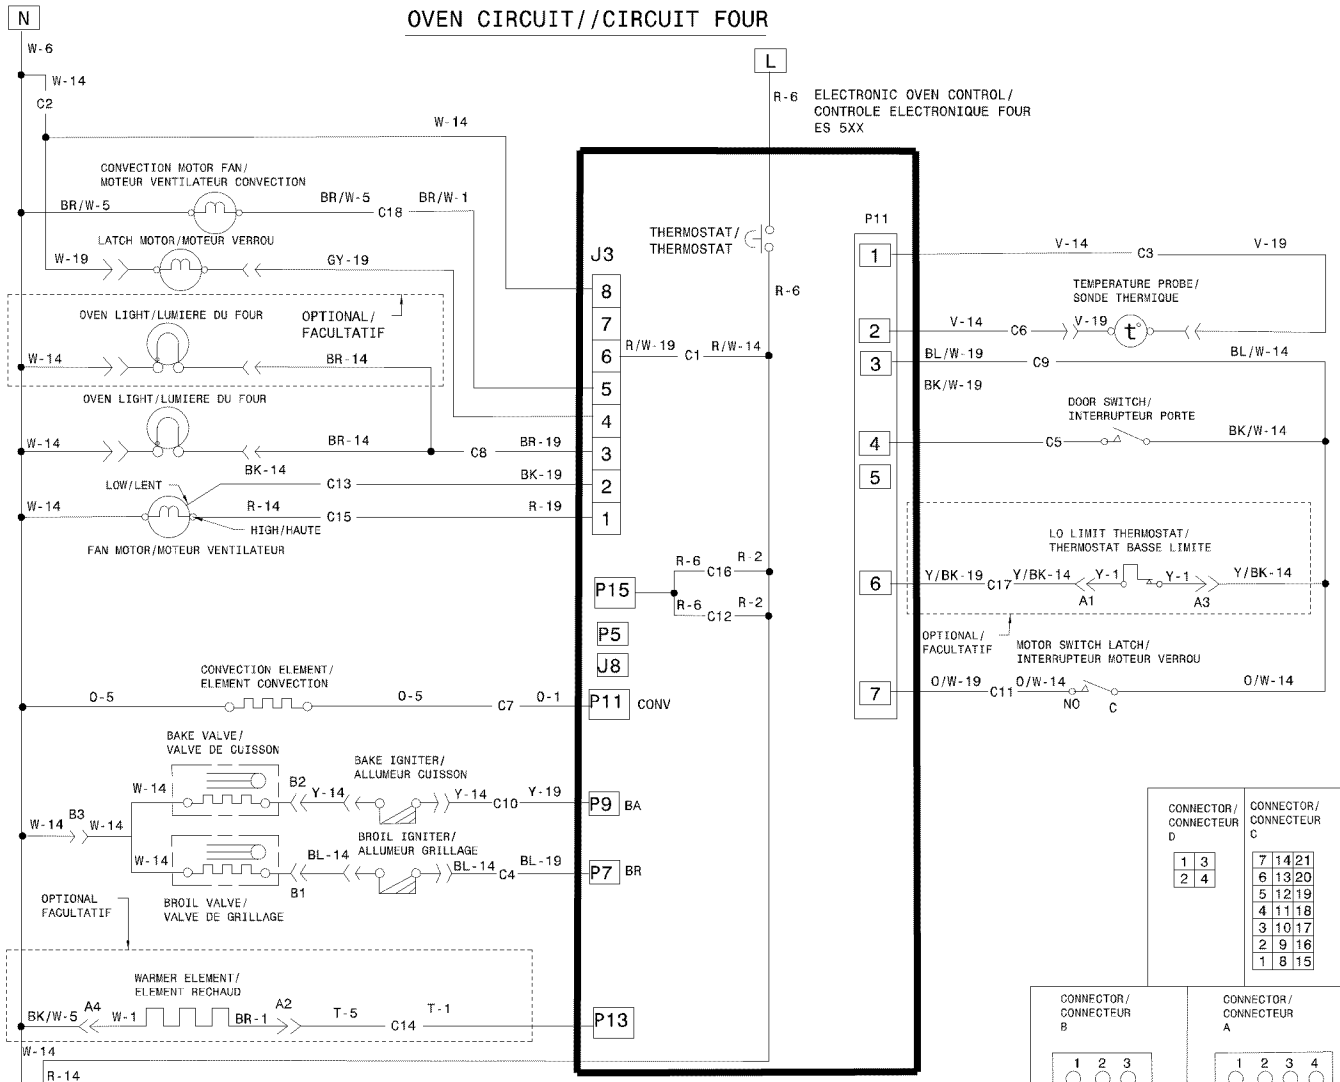 OVEN CIRCUIT//CIRCUIT FOUR
N
W-6
W-14
C2
W-14
L
R-6
ELECTRONIC OVEN CONTROL/
CONTROLE ELECTRONIQUE FOUR
ES 5XX
CONVECTION MOTOR FAN/
MOTEUR VENTILATEUR CONVECTION
BR/W-5
BR/W-5
C18
BR/W-1
LATCH MOTOR/MOTEUR VERROU
W-19
GY-19
THERMOSTAT/
THERMOSTAT
R-6
J3
8
7
6
5
4
3
2
1
R/W-19
C1
R/W-14
OVEN LIGHT/LUMIERE DU FOUR
OPTIONAL/
FACULTATIF
W-14
BR-14
OVEN LIGHT/LUMIERE DU FOUR
W-14
BR-14
C8
BR-19
BK-14
LOW/LENT
C13
BK-19
W-14
R-14
C15
R-19
HIGH/HAUTE
FAN MOTOR/MOTEUR VENTILATEUR
P11
1
2
3
4
5
6
7
V-14
C3
V-19
TEMPERATURE PROBE/
SONDE THERMIQUE
V-14
C6
V-19
t°
BL/W-19
C9
BL/W-14
BK/W-19
DOOR SWITCH/
INTERRUPTEUR PORTE
C5
BK/W-14
LO LIMIT THERMOSTAT/
THERMOSTAT BASSE LIMITE
Y/BK-19
C17
Y/BK-14
Y-1
Y-1
Y/BK-14
A1
A3
OPTIONAL/
FACULTATIF
MOTOR SWITCH LATCH/
INTERRUPTEUR MOTEUR VERROU
O/W-19
C11
O/W-14
O/W-14
NO
C
P15
R-6
C16
R-2
R-6
C12
R-2
P5
J8
CONVECTION ELEMENT/
ELEMENT CONVECTION
O-5
O-5
C7
O-1
P11
CONV
BAKE VALVE/
VALVE DE CUISSON
BAKE IGNITER/
ALLUMEUR CUISSON
W-14
B2
Y-14
Y-14
C10
Y-19
P9
BA
W-14
B3
W-14
BROIL IGNITER/
ALLUMEUR GRILLAGE
W-14
BL-14
BL-14
C4
BL-19
P7
BR
B1
BROIL VALVE/
VALVE DE GRILLAGE
OPTIONAL
FACULTATIF
WARMER ELEMENT/
ELEMENT RECHAUD
BK/W-5
A4
W-1
BR-1
A2
T-5
C14
T-1
P13
W-14
R-14
CONNECTOR/
CONNECTEUR
D
1 3
2 4
CONNECTOR/
CONNECTEUR
C
7 14 21
6 13 20
5 12 19
4 11 18
3 10 17
2 9 16
1 8 15
CONNECTOR/
CONNECTEUR
B
1 2 3
CONNECTOR/
CONNECTEUR
A
1 2 3 4